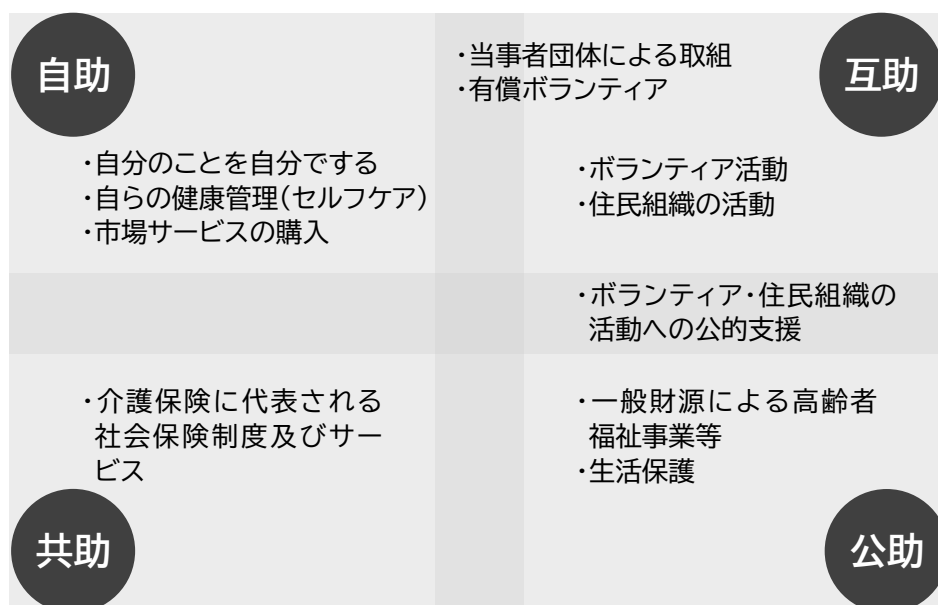 自助
・当事者団体による取組
・有償ボランティア
互助
・自分のことを自分でする
・自らの健康管理(セルフケア)
・市場サービスの購入
・ボランティア活動
・住民組織の活動
・ボランティア・住民組織の
活動への公的支援
・介護保険に代表される
社会保険制度及びサー
ビス
・一般財源による高齢者
福祉事業等
・生活保護
共助
公助